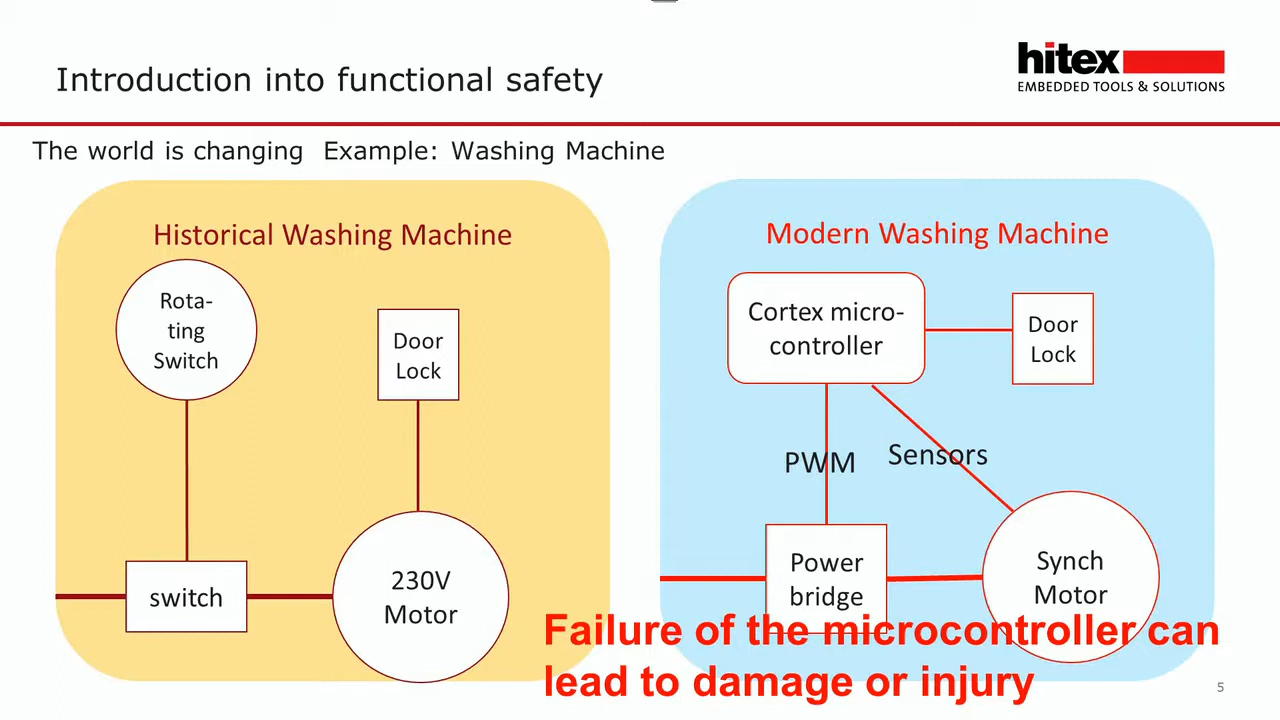 Introduction into functional safety
hitex
EMBEDDED TOOLS & SOLUTIONS
The world is changing  Example: Washing Machine
Historical Washing Machine
Rota-
ting
Switch
Door
Lock
switch
230V
Motor
Modern Washing Machine
Cortex micro-
controller
Door
Lock
PWM
Sensors
Power
bridge
Synch
Motor
Failure of the microcontroller can
lead to damage or injury
5